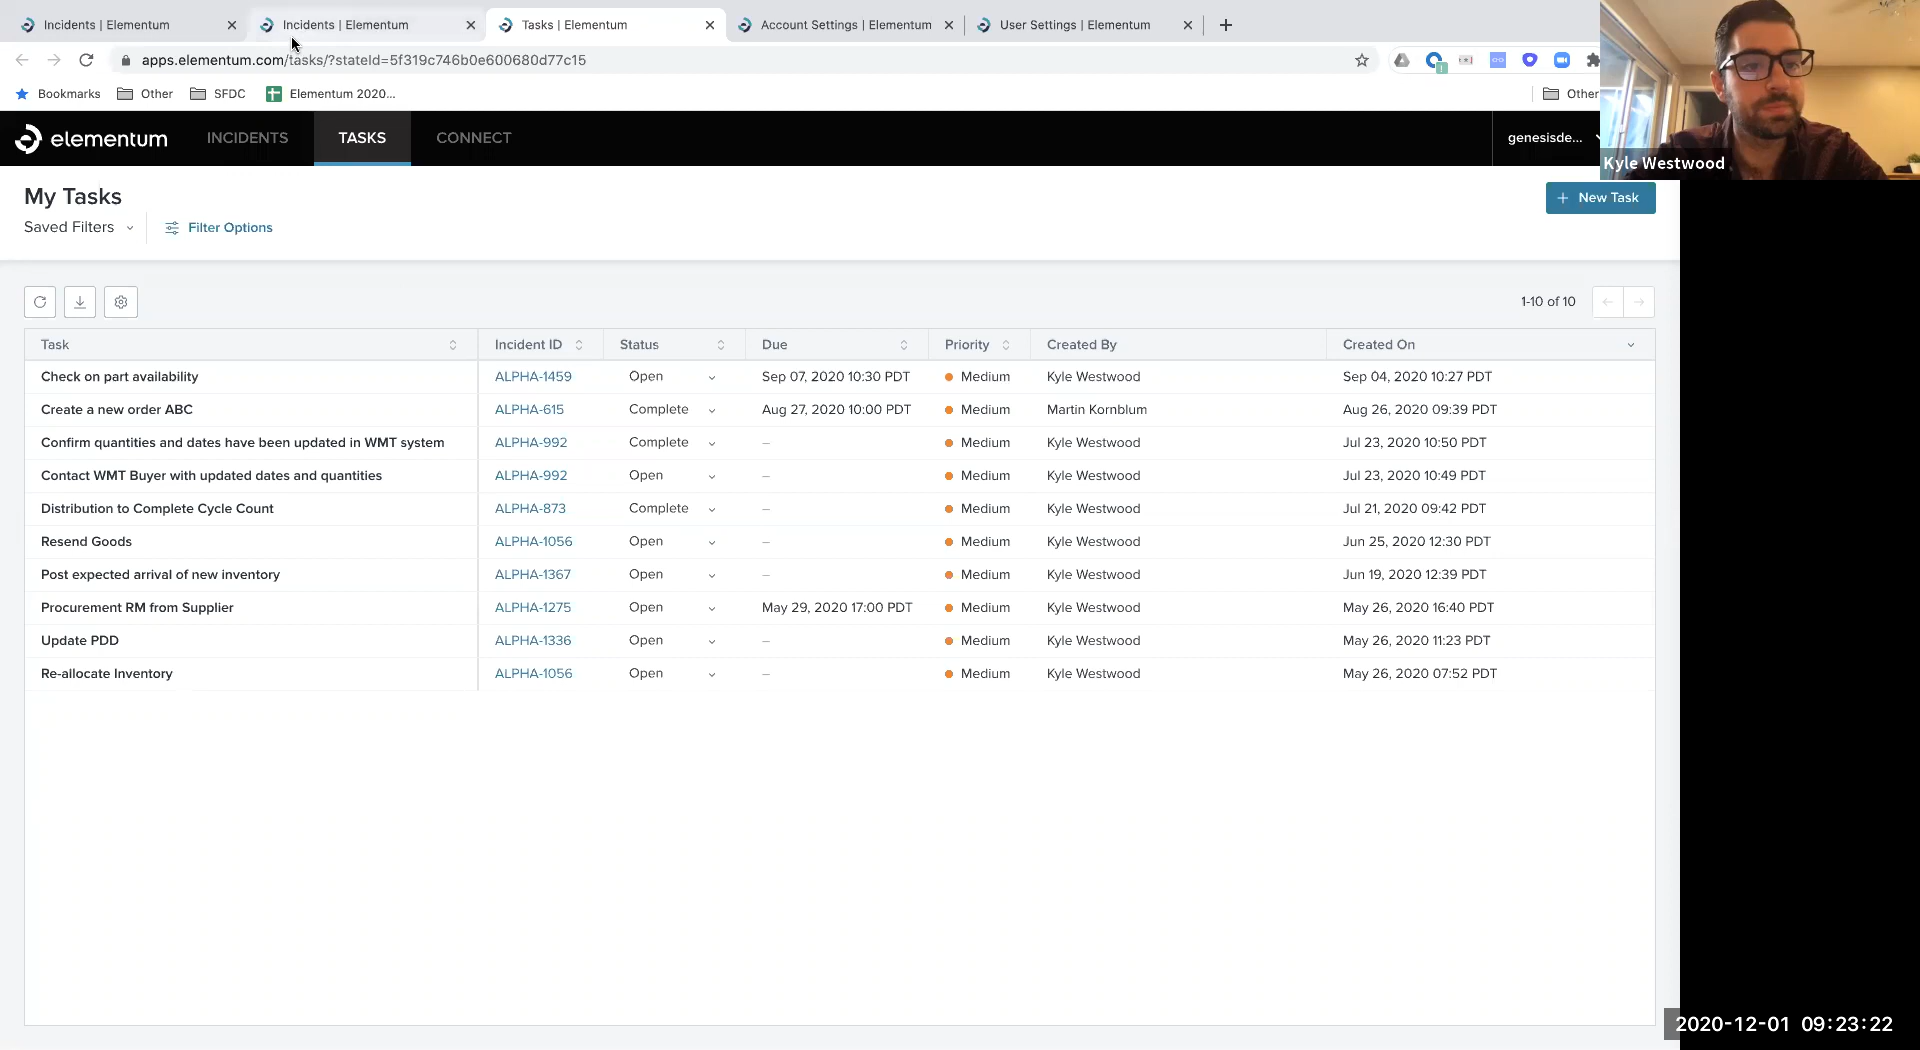 Incidents | Elementum
Incidents | Elementum
Tasks | Elementum
Account Settings | Elementum
User Settings | Elementum
apps.elementum.com/tasks/?stateId=5f319c746b0e600680d77c15
Bookmarks Other SFDC Elementum 2020... Other
elementum INCIDENTS TASKS CONNECT genesisde...
Kyle Westwood
My Tasks
+ New Task
Saved Filters Filter Options
1-10 of 10
Task Incident ID Status Due Priority Created By Created On
Check on part availability ALPHA-1459 Open Sep 07, 2020 10:30 PDT Medium Kyle Westwood Sep 04, 2020 10:27 PDT
Create a new order ABC ALPHA-615 Complete Aug 27, 2020 10:00 PDT Medium Martin Kornblum Aug 26, 2020 09:39 PDT
Confirm quantities and dates have been updated in WMT system ALPHA-992 Complete – Medium Kyle Westwood Jul 23, 2020 10:50 PDT
Contact WMT Buyer with updated dates and quantities ALPHA-992 Open – Medium Kyle Westwood Jul 23, 2020 10:49 PDT
Distribution to Complete Cycle Count ALPHA-873 Complete – Medium Kyle Westwood Jul 21, 2020 09:42 PDT
Resend Goods ALPHA-1056 Open – Medium Kyle Westwood Jun 25, 2020 12:30 PDT
Post expected arrival of new inventory ALPHA-1367 Open – Medium Kyle Westwood Jun 19, 2020 12:39 PDT
Procurement RM from Supplier ALPHA-1275 Open May 29, 2020 17:00 PDT Medium Kyle Westwood May 26, 2020 16:40 PDT
Update PDD ALPHA-1336 Open – Medium Kyle Westwood May 26, 2020 11:23 PDT
Re-allocate Inventory ALPHA-1056 Open – Medium Kyle Westwood May 26, 2020 07:52 PDT
2020-12-01 09:23:22